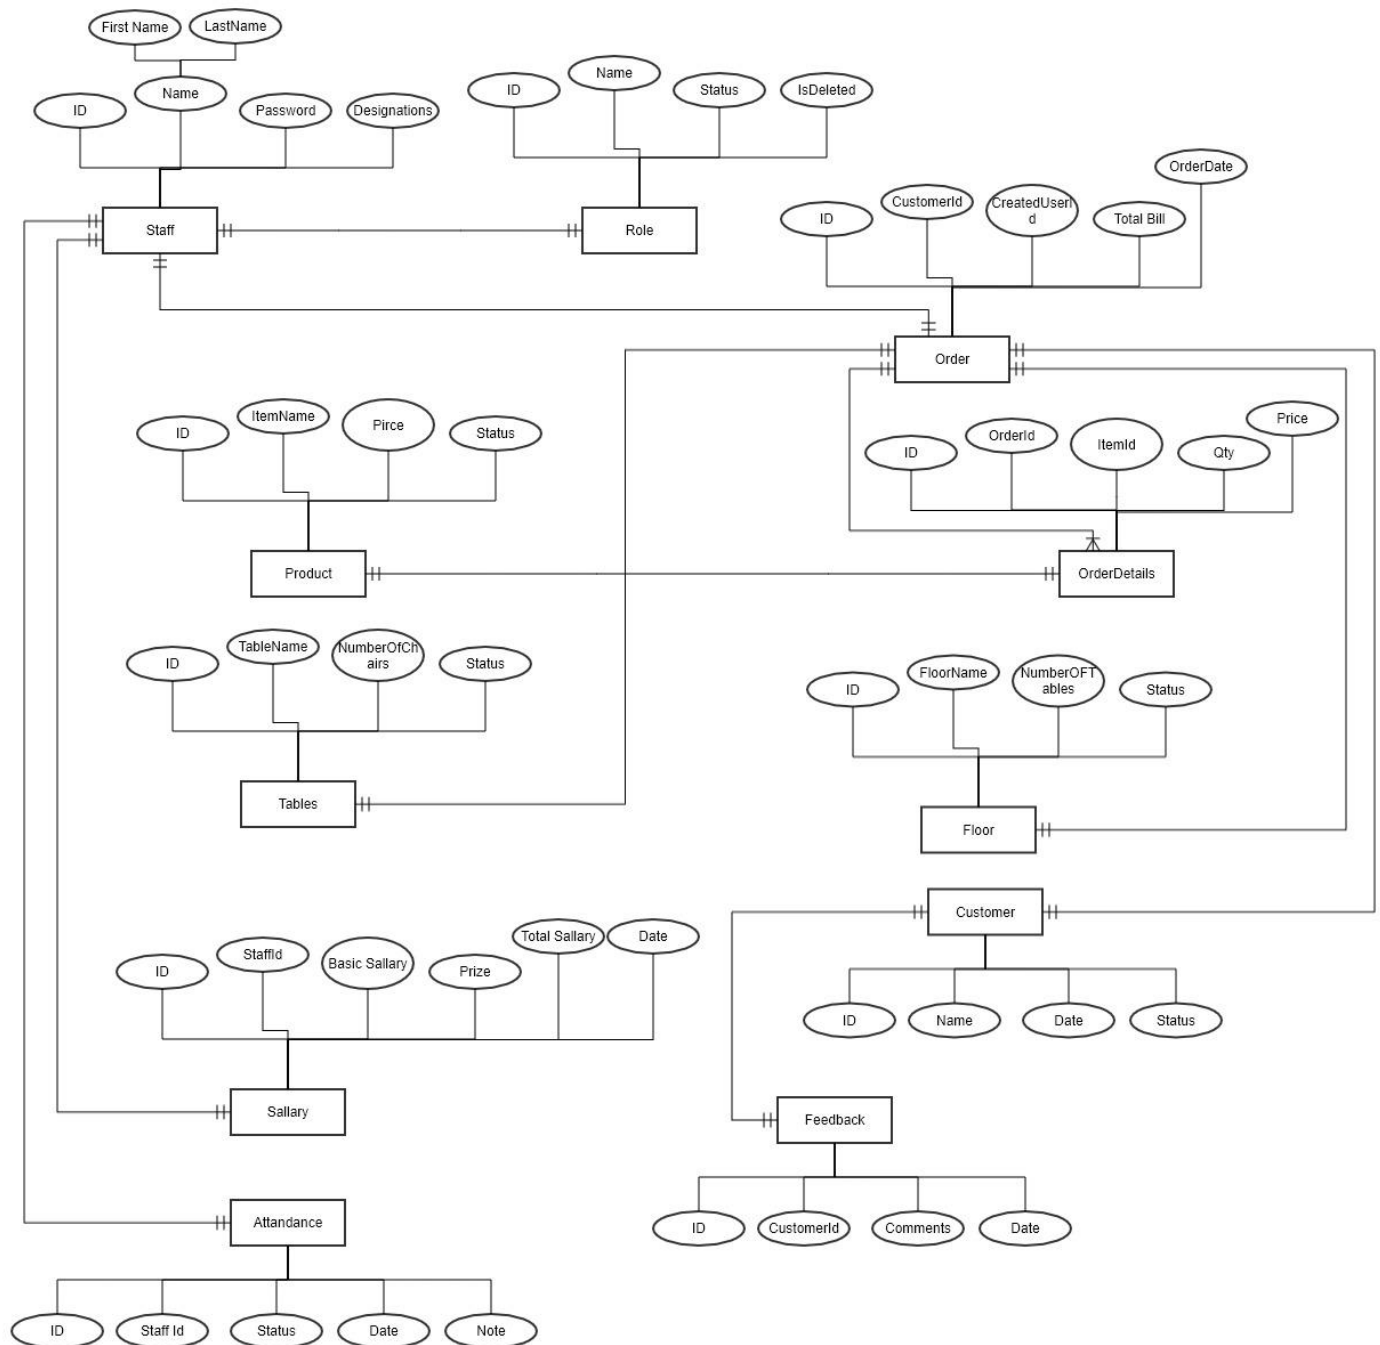 First Name
LastName
ID
Name
Password
Designations
ID
Name
Status
IsDeleted
Staff
Role
ID
CustomerId
CreatedUserI
d
Total Bill
OrderDate
Order
ID
ItemName
Pirce
Status
ID
OrderId
ItemId
Qty
Price
Product
OrderDetails
ID
TableName
NumberOfCh
airs
Status
ID
FloorName
NumberOFT
ables
Status
Tables
Floor
Customer
ID
Name
Date
Status
ID
StaffId
Basic Sallary
Prize
Total Sallary
Date
Sallary
Feedback
ID
CustomerId
Comments
Date
Attandance
ID
Staff Id
Status
Date
Note